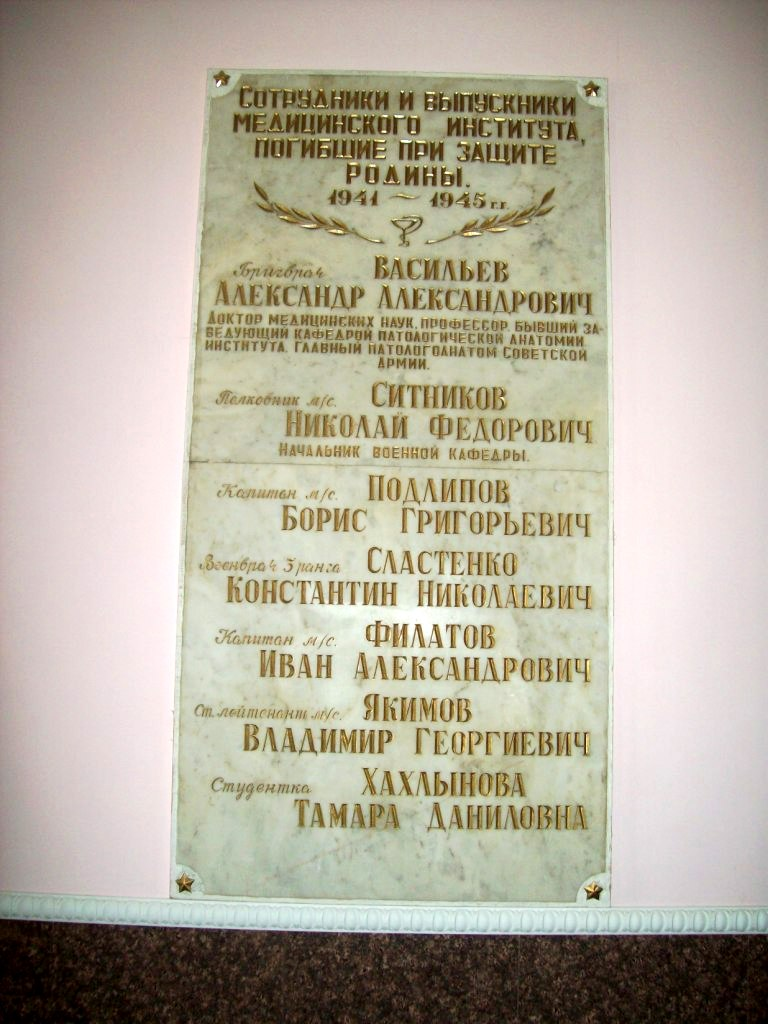 Сотрудники и выпускники
медицинского института,
погибшие при защите
Родины.
1941 ~ 1945 г.г.
Бригврач ВАСИЛЬЕВ
АЛЕКСАНДР АЛЕКСАНДРОВИЧ
Доктор медицинских наук, профессор, бывший за-
ведующий кафедрой патологической анатомии
института. Главный патологоанатом Советской
Армии.
Полковник м/с. СИТНИКОВ
НИКОЛАЙ ФЕДОРОВИЧ
Начальник военной кафедры.
Капитан м/с. ПОДЛИПОВ
БОРИС ГРИГОРЬЕВИЧ
Военврач 3 ранга СЛАСТЕНКО
КОНСТАНТИН НИКОЛАЕВИЧ
Капитан м/с. ФИЛАТОВ
ИВАН АЛЕКСАНДРОВИЧ
Ст. лейтенант м/с. ЯКИМОВ
ВЛАДИМИР ГЕОРГИЕВИЧ
Студентка ХАХЛЫНОВА
ТАМАРА ДАНИЛОВНА